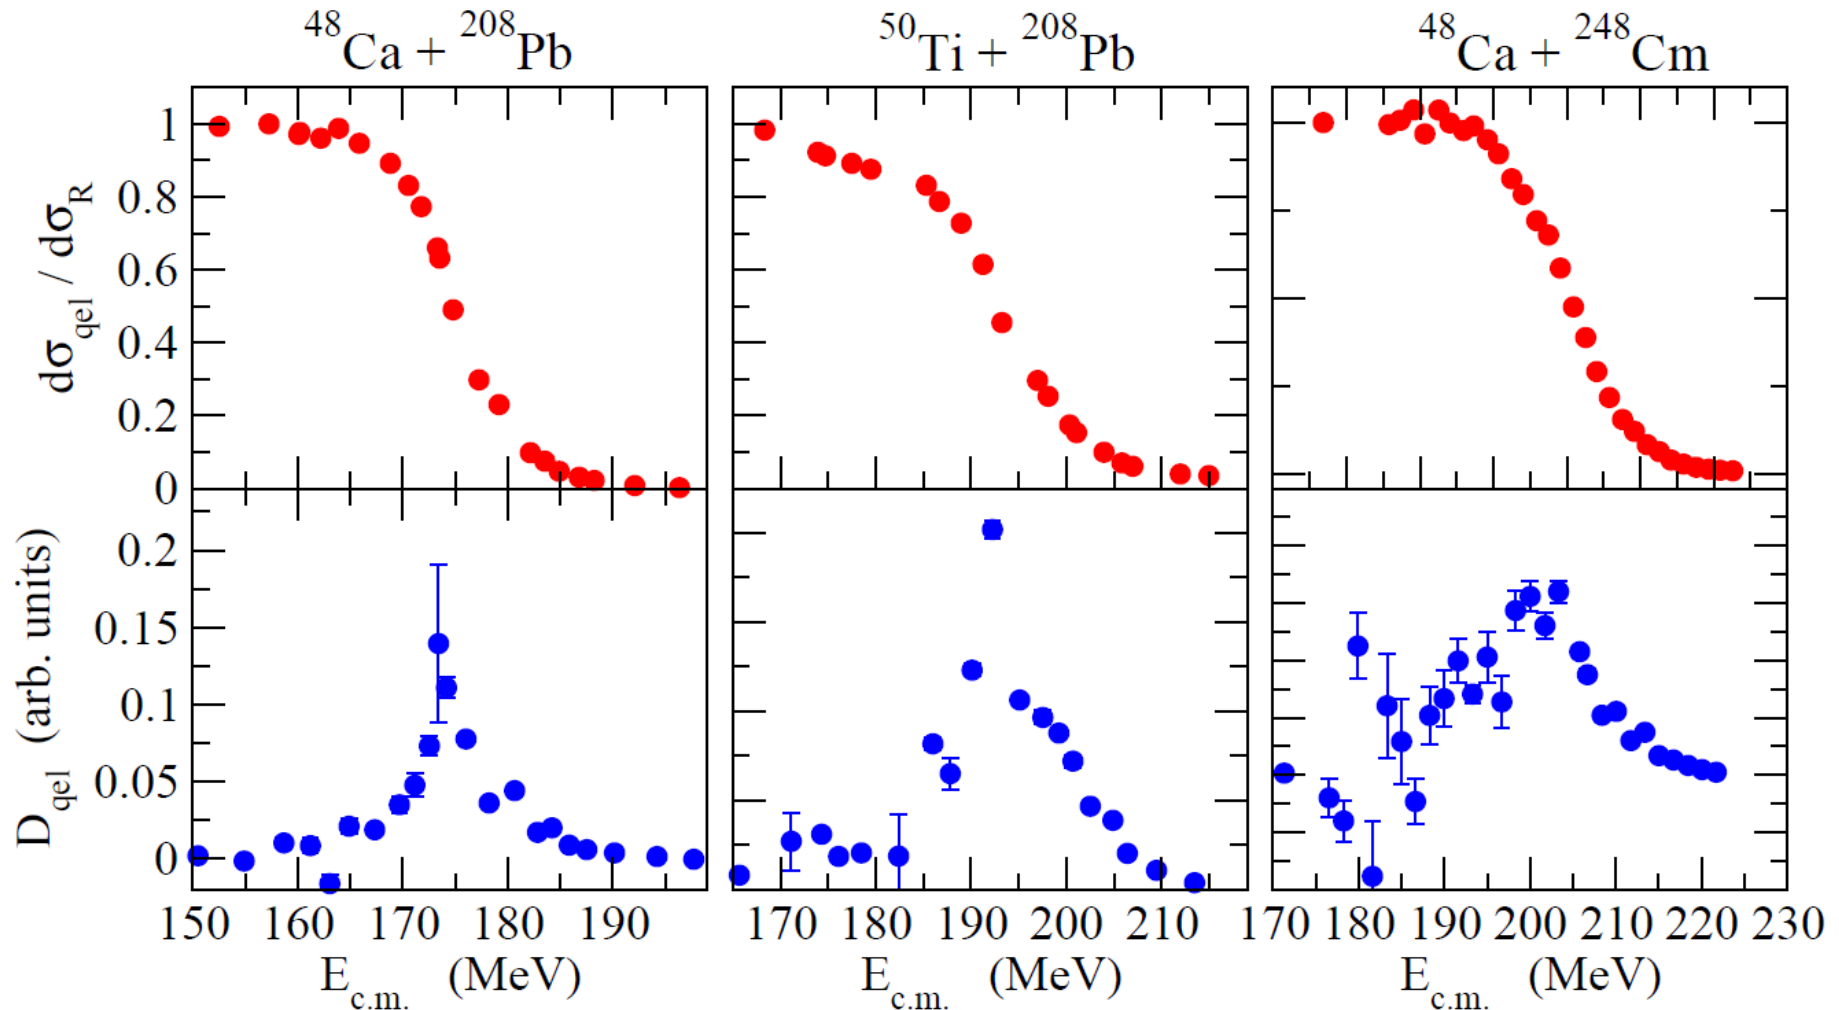 48Ca + 208Pb
50Ti + 208Pb
48Ca + 248Cm
dσqel / dσR
1
0.8
0.6
0.4
0.2
0
Dqel (arb. units)
0.2
0.15
0.1
0.05
0
150 160 170 180 190
170 180 190 200 210
170 180 190 200 210 220 230
Ec.m. (MeV)
Ec.m. (MeV)
Ec.m. (MeV)